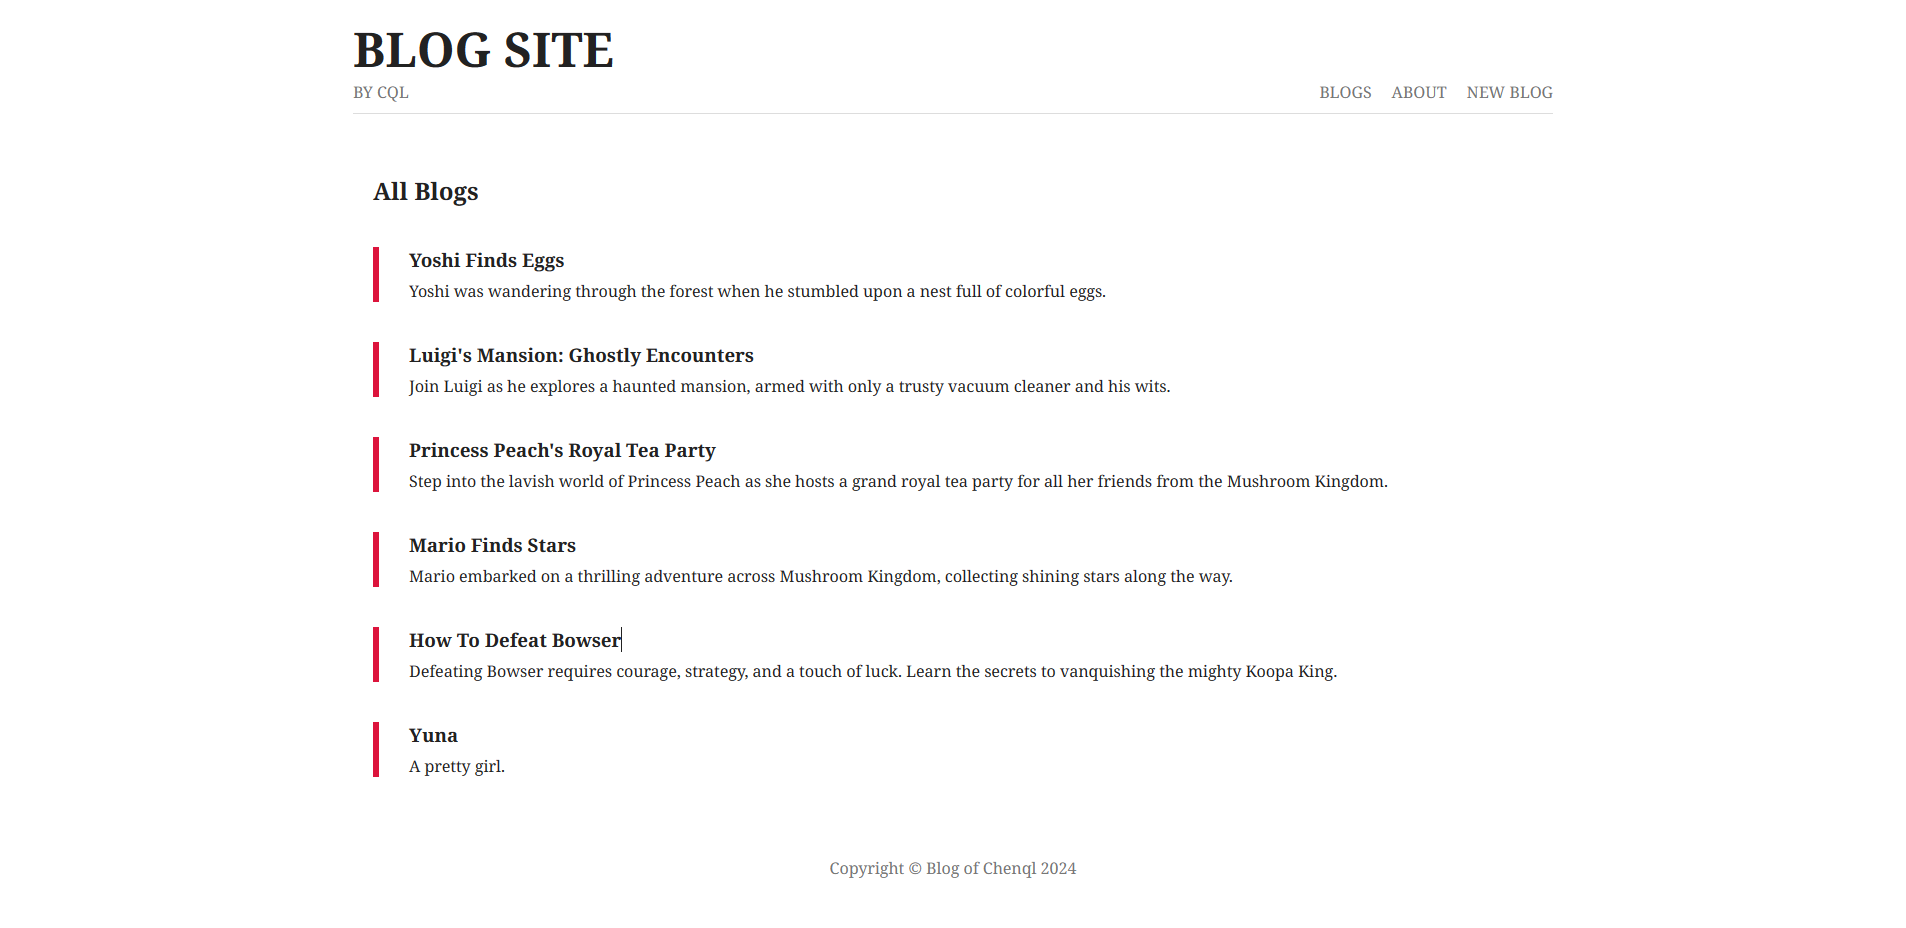 BLOG SITE
BY CQL
BLOGS ABOUT NEW BLOG
All Blogs
Yoshi Finds Eggs
Yoshi was wandering through the forest when he stumbled upon a nest full of colorful eggs.
Luigi's Mansion: Ghostly Encounters
Join Luigi as he explores a haunted mansion, armed with only a trusty vacuum cleaner and his wits.
Princess Peach's Royal Tea Party
Step into the lavish world of Princess Peach as she hosts a grand royal tea party for all her friends from the Mushroom Kingdom.
Mario Finds Stars
Mario embarked on a thrilling adventure across Mushroom Kingdom, collecting shining stars along the way.
How To Defeat Bowser
Defeating Bowser requires courage, strategy, and a touch of luck. Learn the secrets to vanquishing the mighty Koopa King.
Yuna
A pretty girl.
Copyright © Blog of Chenql 2024